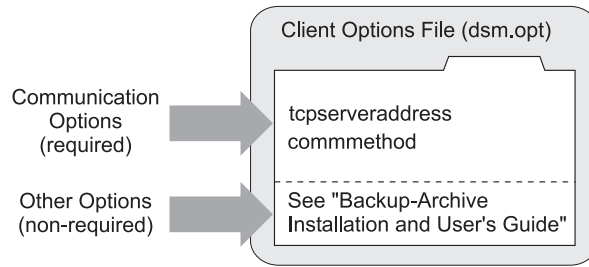 Client Options File (dsm.opt)
Communication
Options
(required)
tcpserveraddress
commmethod
Other Options
(non-required)
See "Backup-Archive
Installation and User's Guide"